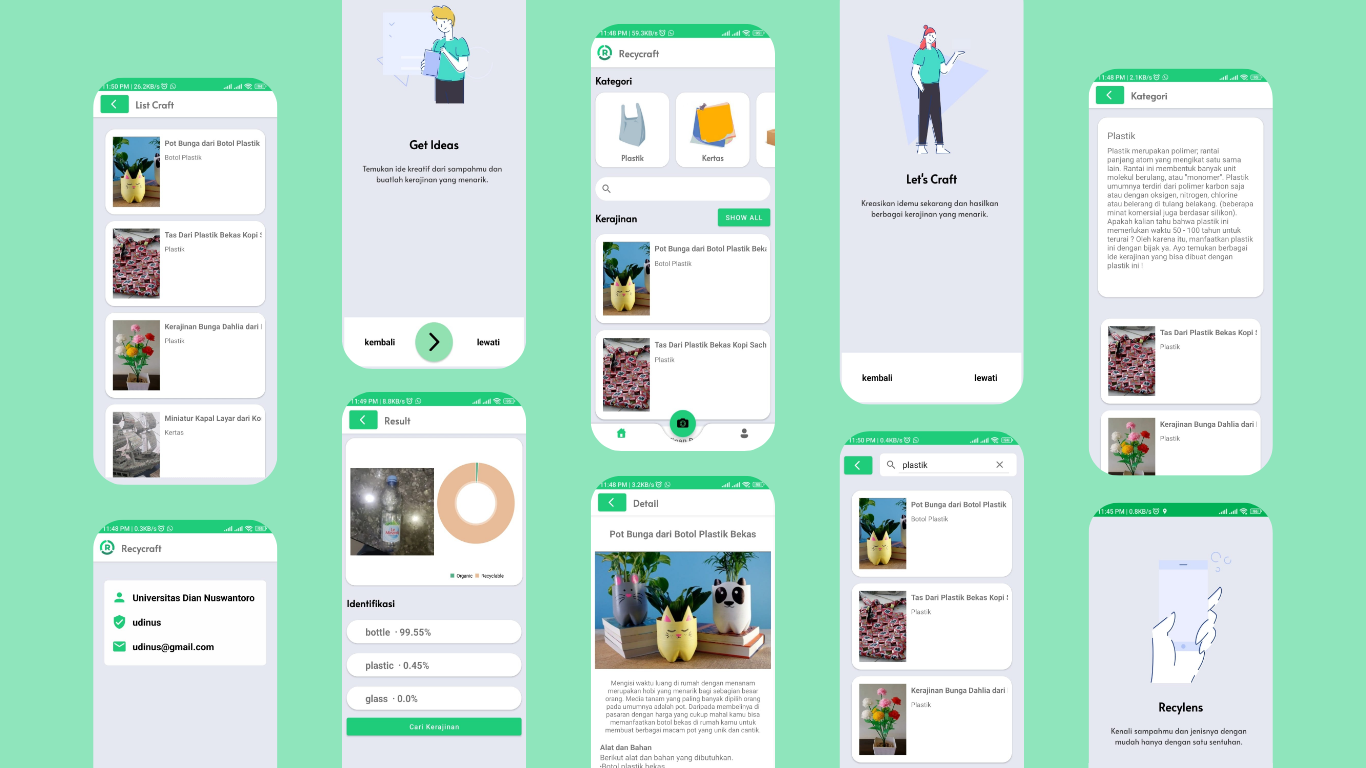 11:50 PM | 26.2KB/s
List Craft
Pot Bunga dari Botol Plastik
Botol Plastik
Tas Dari Plastik Bekas Kopi S
Plastik
Kerajinan Bunga Dahlia dari
Plastik
Miniatur Kapal Layar dari Ko
Kertas
11:48 PM | 0.3KB/s
Recycraft
Universitas Dian Nuswantoro
udinus
udinus@gmail.com
Get Ideas
Temukan ide kreatif dari sampahmu dan
buatlah kerajinan yang menarik.
kembali
lewati
11:49 PM | 8.8KB/s
Result
Organic
Recyclable
Identifikasi
bottle - 99.55%
plastic - 0.45%
glass - 0.0%
Cari Kerajinan
11:48 PM | 59.3KB/s
Recycraft
Kategori
Plastik
Kertas
Kerajinan
SHOW ALL
Pot Bunga dari Botol Plastik Beka
Botol Plastik
Tas Dari Plastik Bekas Kopi Sach
Plastik
11:48 PM | 3.2KB/s
Detail
Pot Bunga dari Botol Plastik Bekas
Mengisi waktu luang di rumah dengan menanam
merupakan hobi yang menarik bagi sebagian besar
orang. Media tanam yang paling banyak dipilih orang
pada umumnya adalah pot. Daripada membelinya di
pasaran dengan harga yang cukup mahal kamu bisa
memanfaatkan botol bekas di rumah kamu untuk
membuat berbagai macam pot yang unik dan cantik.
Alat dan Bahan
Berikut alat dan bahan yang dibutuhkan.
-Botol plastik bekas
Let's Craft
Kreasikan idemu sekarang dan hasilkan
berbagai kerajinan yang menarik.
kembali
lewati
11:50 PM | 0.4KB/s
plastik
Pot Bunga dari Botol Plastik
Botol Plastik
Tas Dari Plastik Bekas Kopi S
Plastik
Kerajinan Bunga Dahlia dari
Plastik
11:48 PM | 2.1KB/s
Kategori
Plastik
Plastik merupakan polimer; rantai
panjang atom yang mengikat satu sama
lain. Rantai ini membentuk banyak unit
molekul berulang, atau "monomer". Plastik
umumnya terdiri dari polimer karbon saja
atau dengan oksigen, nitrogen, chlorine
atau belerang di tulang belakang. (beberapa
minat komersial juga berdasar silikon).
Apakah kalian tahu bahwa plastik ini
memerlukan waktu 50 - 100 tahun untuk
terurai ? Oleh karena itu, manfaatkan plastik
ini dengan bijak ya. Ayo temukan berbagai
ide kerajinan yang bisa dibuat dengan
plastik ini !
Tas Dari Plastik Bekas Kopi S
Plastik
Kerajinan Bunga Dahlia dari
Plastik
11:45 PM | 0.8KB/s
Recylens
Kenali sampahmu dan jenisnya dengan
mudah hanya dengan satu sentuhan.